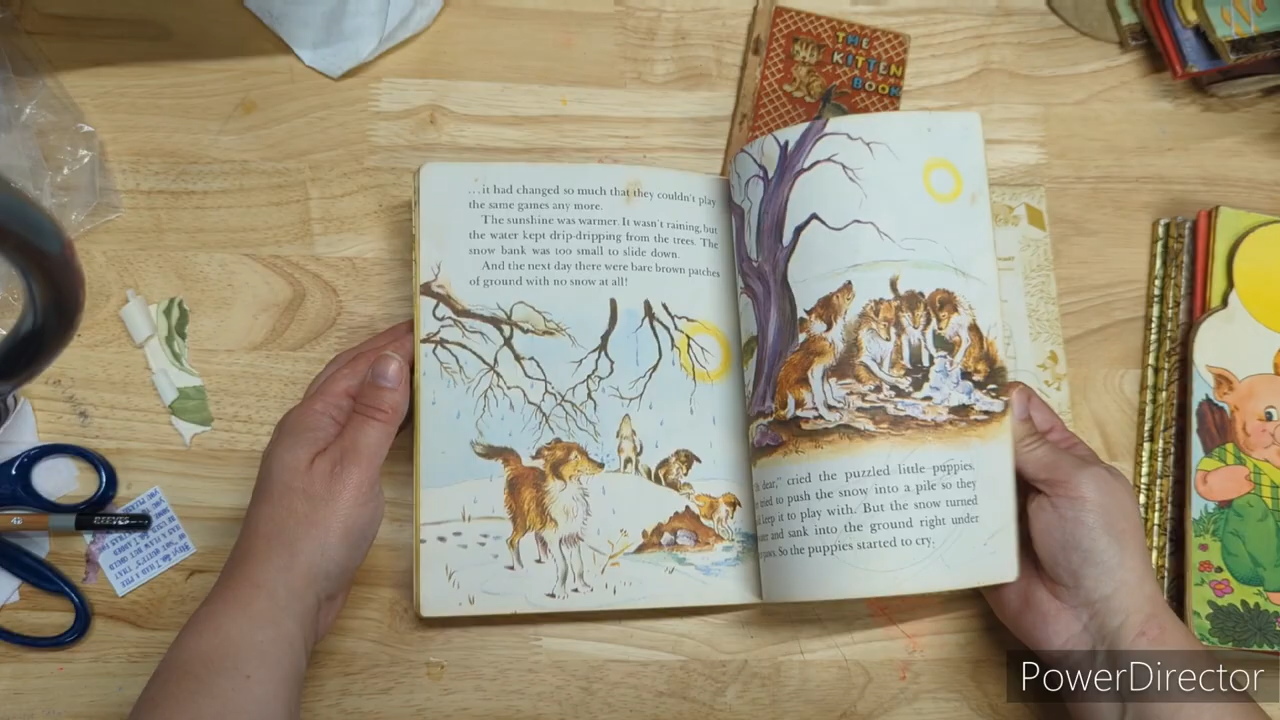 THE
KITTEN
BOOK
...it had changed so much that they couldn't play
the same games any more.
The sunshine was warmer. It wasn't raining, but
the water kept drip-dripping from the trees. The
snow bank was too small to slide down.
And the next day there were bare brown patches
of ground with no snow at all!
dear," cried the puzzled little puppies.
tried to push the snow into a pile so they
keep it to play with. But the snow turned
and sank into the ground right under
paws. So the puppies started to cry.
REEVES
PowerDirector